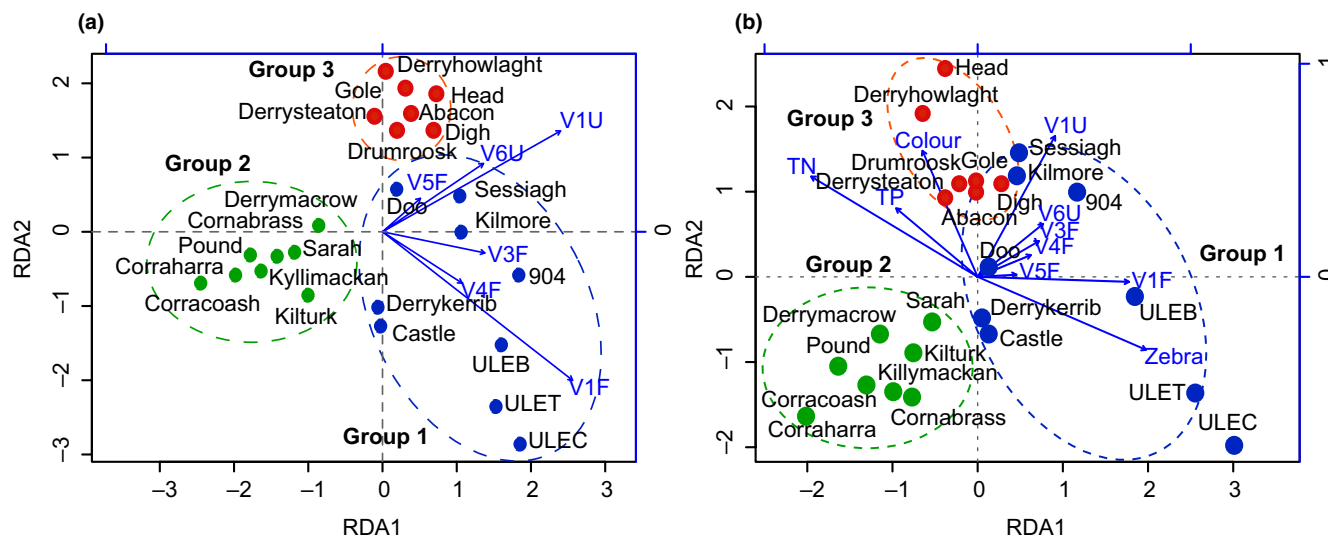 (a)
Group 3
Derryhowlaght
Gole
Head
Derrysteaton
Abacon
Digh
Drumroosk
V1U
V6U
Group 2
V5F
Doo
Sessiagh
Derrymacrow
Cornabrass
Kilmore
Pound
Sarah
V3F
Corraharra
Kyllimackan
904
V4F
Corracoash
Kilturk
Derrykerrib
Castle
ULEB
V1F
ULET
Group 1
ULEC
2
1
0
−1
−2
−3
RDA2
0
−3
−2
−1
0
1
2
3
RDA1
(b)
Head
Derryhowlaght
Group 3
V1U
Colour
Sessiagh
TN
Drumroosk
Gole
Kilmore
Derrysteaton
TP
Digh
904
Abacon
V6U
V3F
Doo
V4F
Group 1
Group 2
V5F
V1F
Sarah
ULEB
Derrymacrow
Derrykerrib
Castle
Pound
Kilturk
Zebra
Killymackan
ULET
Corracoash
Cornabrass
ULEC
Corraharra
2
1
0
−1
−2
RDA2
1
0
−2
−1
0
1
2
3
RDA1